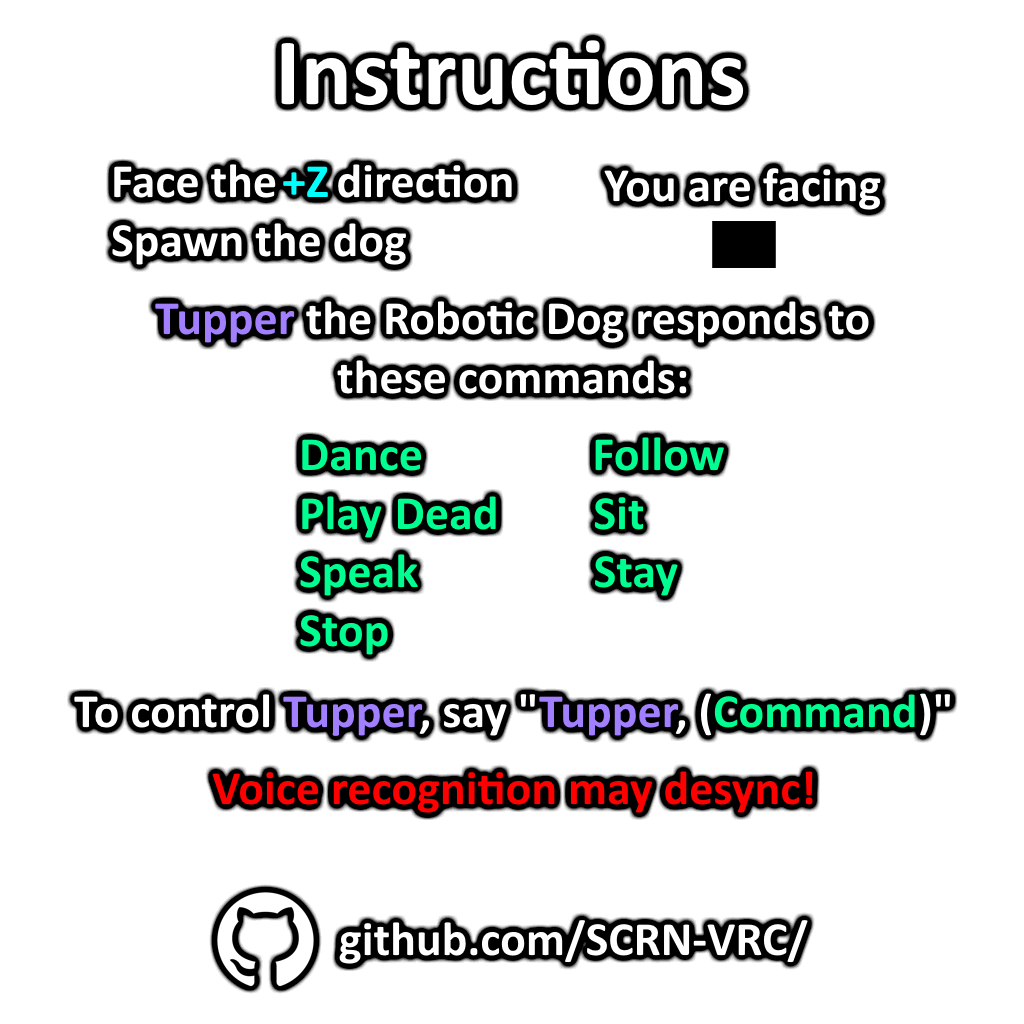 Instructions
Face the +Z direction
Spawn the dog
You are facing
Tupper the Robotic Dog responds to
these commands:
Dance
Play Dead
Speak
Stop
Follow
Sit
Stay
To control Tupper, say "Tupper, (Command)"
Voice recognition may desync!
github.com/SCRN-VRC/